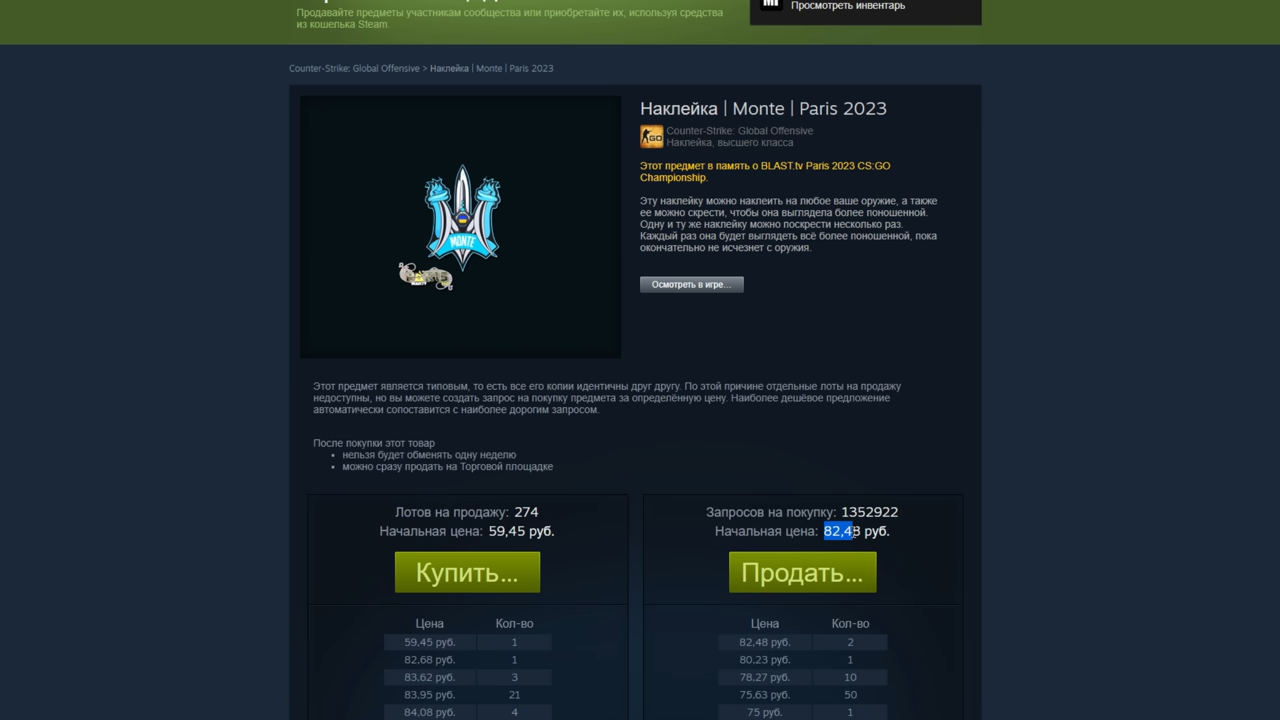 Продавайте предметы участникам сообщества или приобретайте их, используя средства
из кошелька Steam.
Просмотреть инвентарь
Counter-Strike: Global Offensive > Наклейка | Monte | Paris 2023
Наклейка | Monte | Paris 2023
Counter-Strike: Global Offensive
Наклейка, высшего класса
Этот предмет в память о BLAST.tv Paris 2023 CS:GO
Championship.
Эту наклейку можно наклеить на любое ваше оружие, а также
ее можно скрести, чтобы она выглядела более поношенной.
Одну и ту же наклейку можно поскрести несколько раз.
Каждый раз она будет выглядеть всё более поношенной, пока
окончательно не исчезнет с оружия.
MONTE
PARIS
Осмотреть в игре...
Этот предмет является типовым, то есть все его копии идентичны друг другу. По этой причине отдельные лоты на продажу
недоступны, но вы можете создать запрос на покупку предмета за определённую цену. Наиболее дешёвое предложение
автоматически сопоставится с наиболее дорогим запросом.
После покупки этот товар
• нельзя будет обменять одну неделю
• можно сразу продать на Торговой площадке
Лотов на продажу: 274
Начальная цена: 59,45 руб.
Купить...
Цена Кол-во
59,45 руб. 1
82,68 руб. 1
83,62 руб. 3
83,95 руб. 21
84,08 руб. 4
Запросов на покупку: 1352922
Начальная цена: 82,48 руб.
Продать...
Цена Кол-во
82,48 руб. 2
80,23 руб. 1
78,27 руб. 10
75,63 руб. 50
75 руб. 1